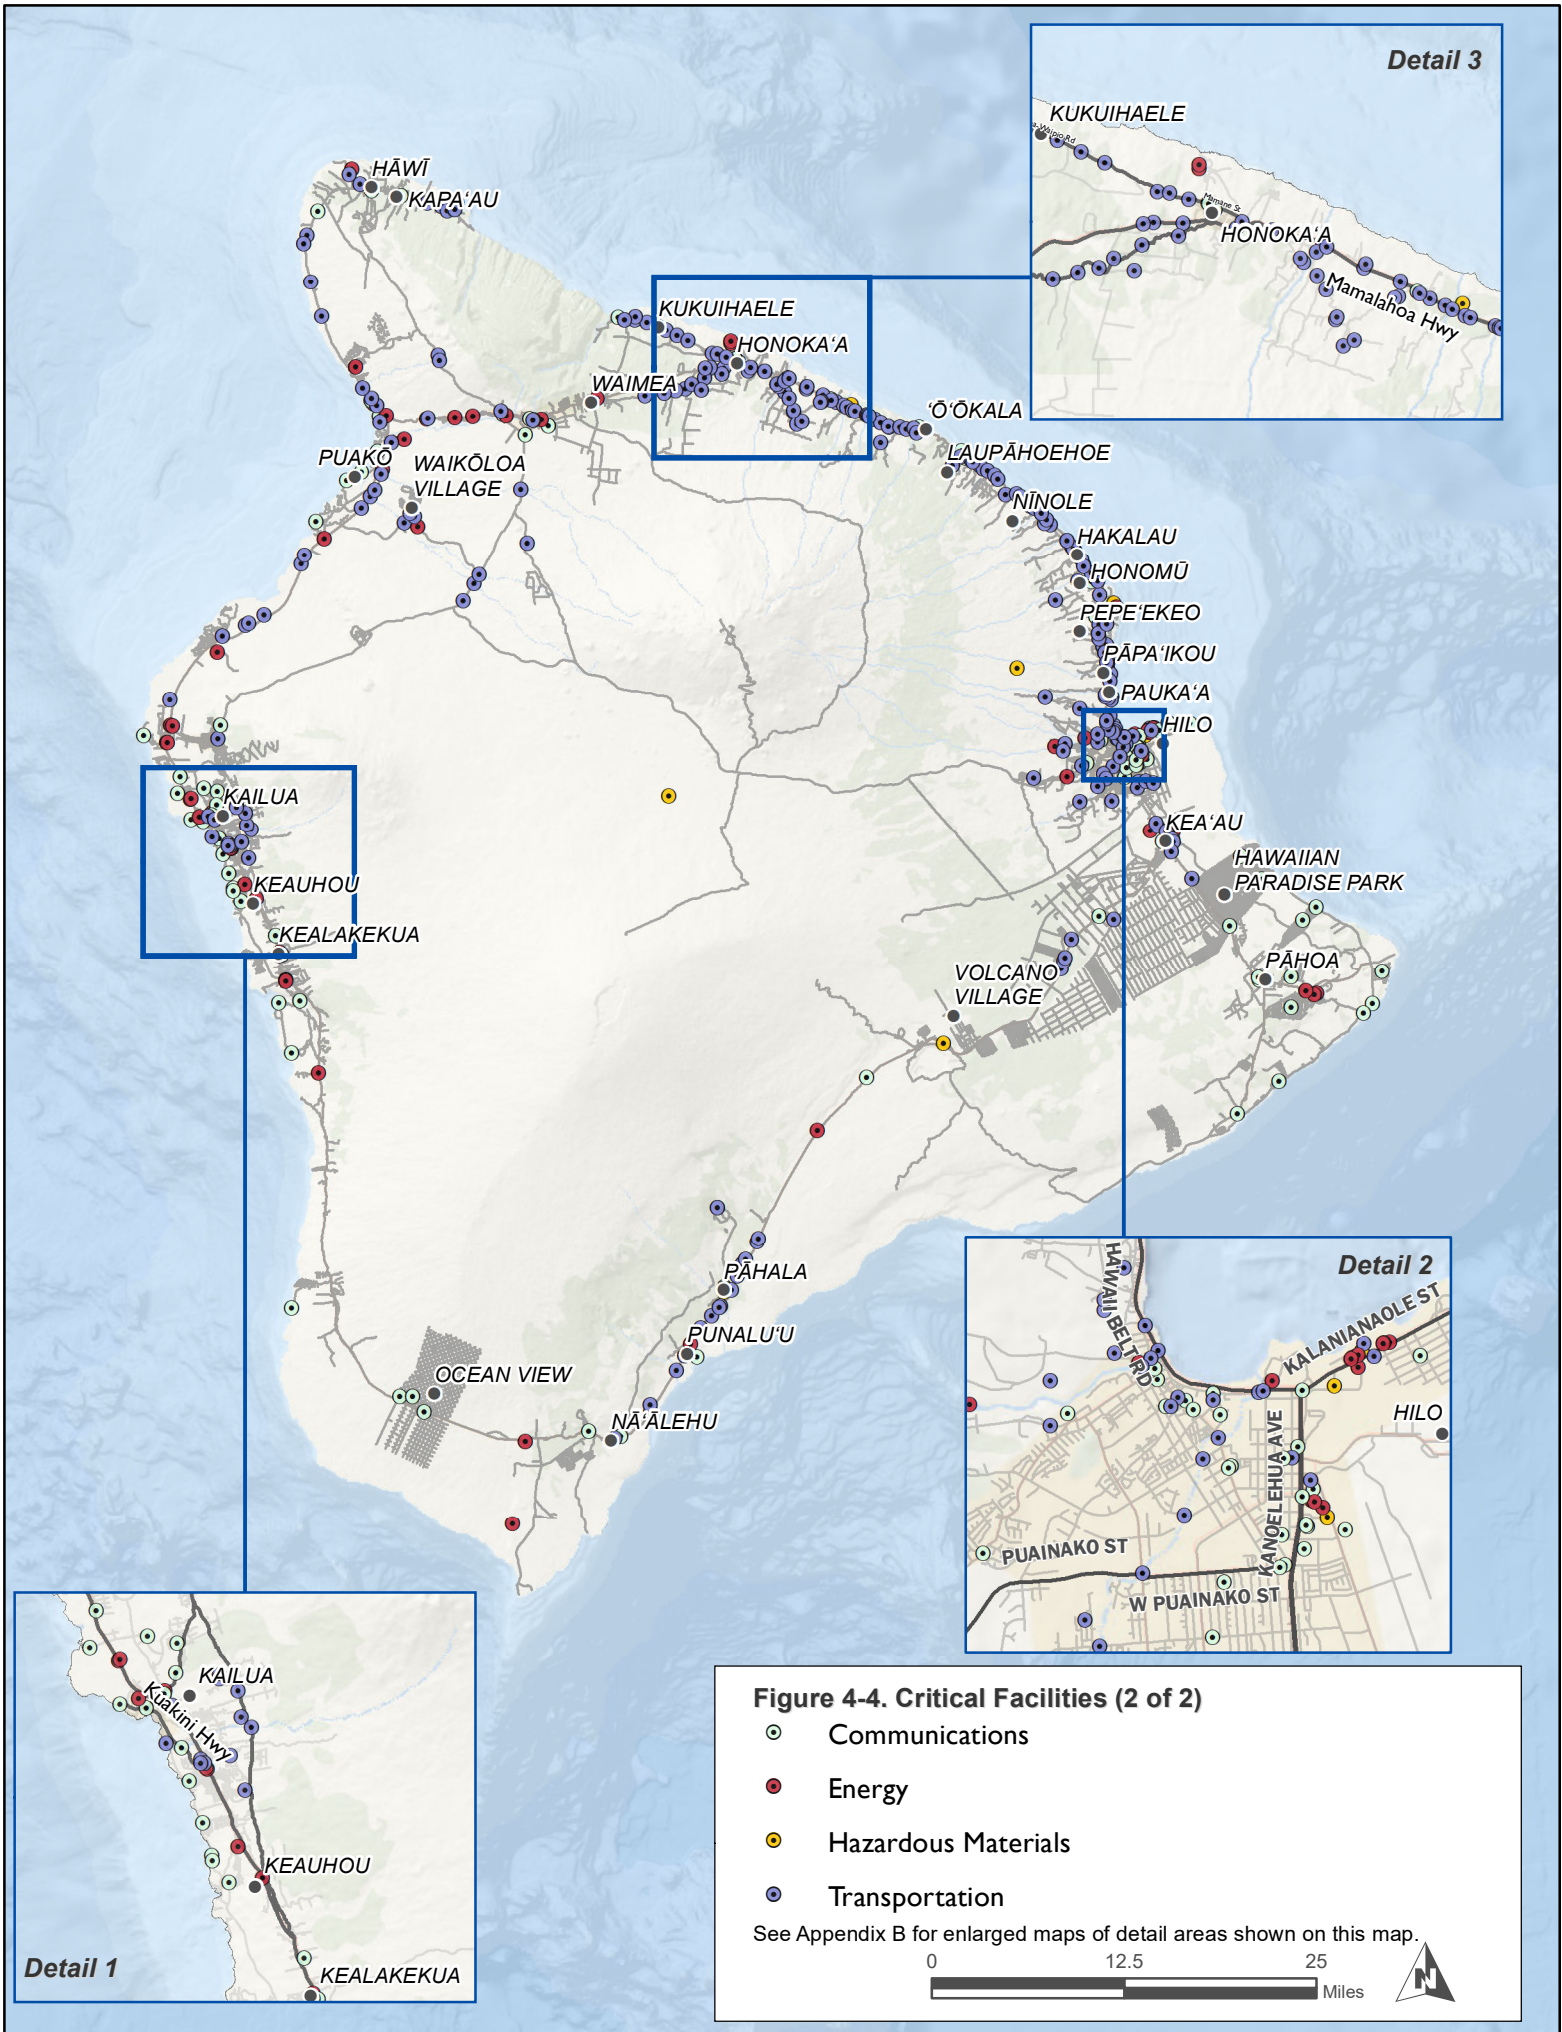 Detail 3
KUKUIHAELE
a-Waipio Rd
Mamane St
HONOKA‘A
Mamalahoa Hwy
HĀWĪ
KAPA‘AU
KUKUIHAELE
HONOKA‘A
WAIMEA
‘Ō‘ŌKALA
PUAKŌ
WAIKŌLOA
VILLAGE
LAUPĀHOEHOE
NĪNOLE
HAKALAU
HONOMŪ
PEPE‘EKEO
PĀPA‘IKOU
PAUKA‘A
HILO
KAILUA
KEA‘AU
HAWAIIAN
PARADISE PARK
KEAUHOU
KEALAKEKUA
PĀHOA
VOLCANO
VILLAGE
PĀHALA
PUNALU‘U
OCEAN VIEW
NĀ‘ĀLEHU
Detail 2
HAWAII BELT RD
KALANIANAOLE ST
HILO
KANOELEHUA AVE
PUAINAKO ST
W PUAINAKO ST
KAILUA
Kuakini Hwy
KEAUHOU
KEALAKEKUA
Detail 1
Figure 4-4. Critical Facilities (2 of 2)
Communications
Energy
Hazardous Materials
Transportation
See Appendix B for enlarged maps of detail areas shown on this map.
0 12.5 25
Miles
N